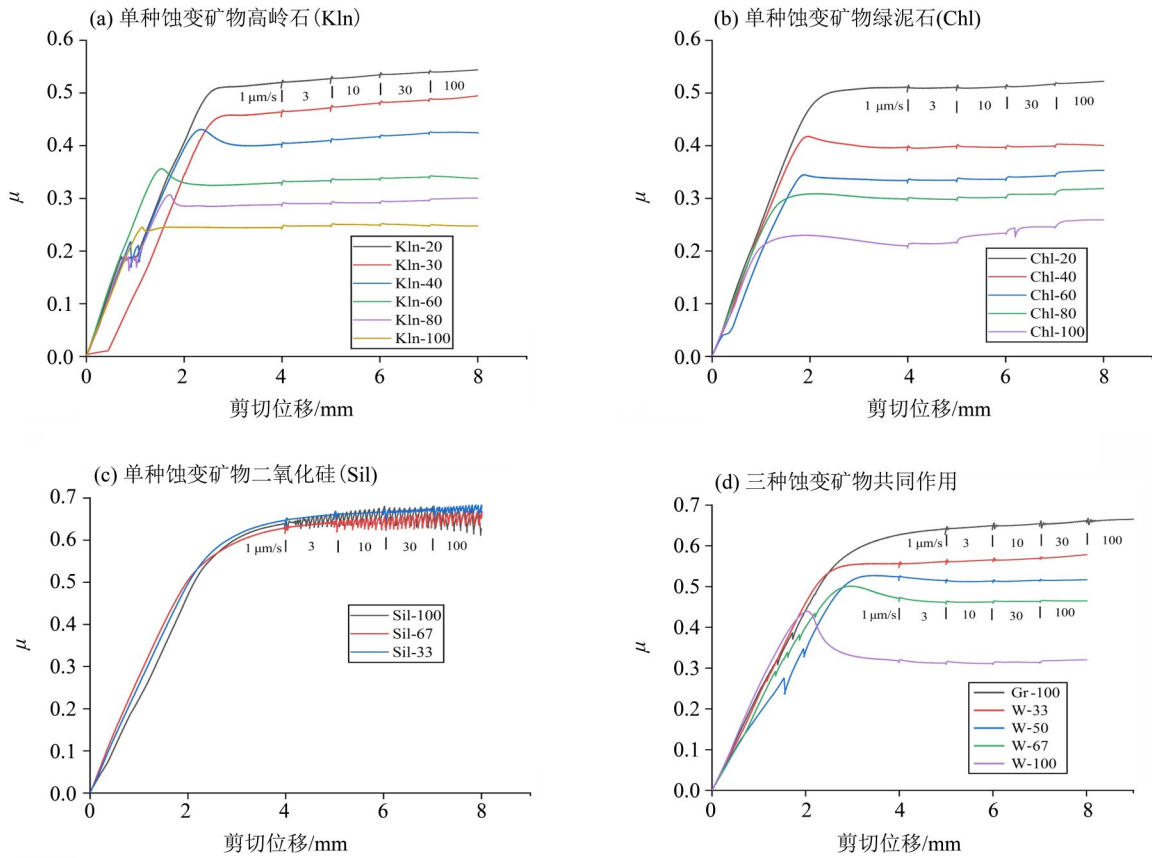 (a) 单种蚀变矿物高岭石(Kln)
0.6
0.5
0.4
0.3
0.2
0.1
0.0
μ
1 μm/s | 3 | 10 | 30 | 100
Kln-20
Kln-30
Kln-40
Kln-60
Kln-80
Kln-100
0 2 4 6 8
剪切位移/mm
(b) 单种蚀变矿物绿泥石(Chl)
0.6
0.5
0.4
0.3
0.2
0.1
0.0
μ
1 μm/s | 3 | 10 | 30 | 100
Chl-20
Chl-40
Chl-60
Chl-80
Chl-100
0 2 4 6 8
剪切位移/mm
(c) 单种蚀变矿物二氧化硅(Sil)
0.7
0.6
0.5
0.4
0.3
0.2
0.1
0.0
μ
1 μm/s | 3 | 10 | 30 | 100
Sil-100
Sil-67
Sil-33
0 2 4 6 8
剪切位移/mm
(d) 三种蚀变矿物共同作用
0.7
0.6
0.5
0.4
0.3
0.2
0.1
0.0
μ
1 μm/s | 3 | 10 | 30 | 100
1 μm/s | 3 | 10 | 30 | 100
Gr-100
W-33
W-50
W-67
W-100
0 2 4 6 8
剪切位移/mm